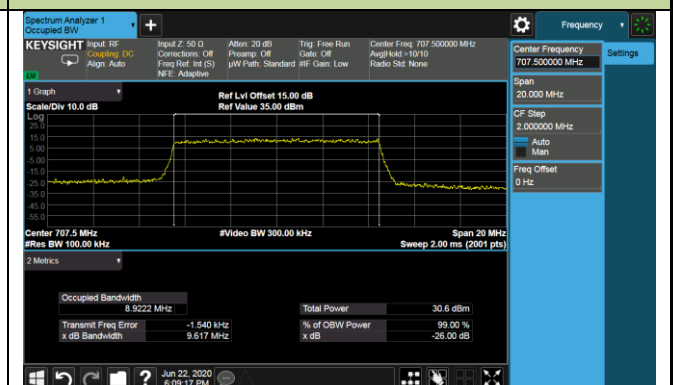 Spectrum Analyzer 1
Occupied BW
Frequency
KEYSIGHT
Input: RF
Coupling: DC
Align: Auto
Input Z: 50 Ω
Corrections: Off
Freq Ref: Int (S)
NFE: Adaptive
Atten: 20 dB
Preamp: Off
µW Path: Standard
Trig: Free Run
Gate: Off
#IF Gain: Low
Center Freq: 707.500000 MHz
Avg|Hold:>10/10
Radio Std: None
Center Frequency
707.500000 MHz
Settings
Span
20.000 MHz
CF Step
2.000000 MHz
Auto
Man
Freq Offset
0 Hz
1 Graph
Scale/Div 10.0 dB
Ref Lvl Offset 15.00 dB
Ref Value 35.00 dBm
Log
25.0
15.0
5.00
-5.00
-15.0
-25.0
-35.0
-45.0
-55.0
Center 707.5 MHz
#Video BW 300.00 kHz
Span 20 MHz
#Res BW 100.00 kHz
Sweep 2.00 ms (2001 pts)
2 Metrics
Occupied Bandwidth
8.9222 MHz
Total Power 30.6 dBm
Transmit Freq Error -1.540 kHz
% of OBW Power 99.00 %
x dB Bandwidth 9.617 MHz
x dB -26.00 dB
Jun 22, 2020
6:09:17 PM